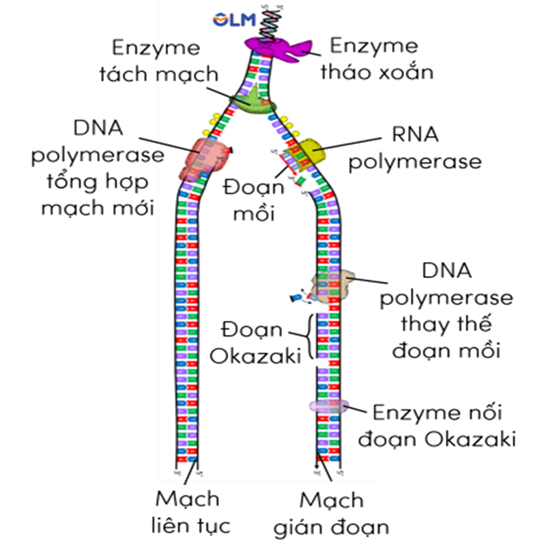 OLM
Enzyme
tách mạch
Enzyme
tháo xoắn
DNA
polymerase
tổng hợp
mạch mới
RNA
polymerase
Đoạn
mồi
DNA
polymerase
thay thế
đoạn mồi
Đoạn
Okazaki
Enzyme nối
đoạn Okazaki
Mạch
liên tục
Mạch
gián đoạn